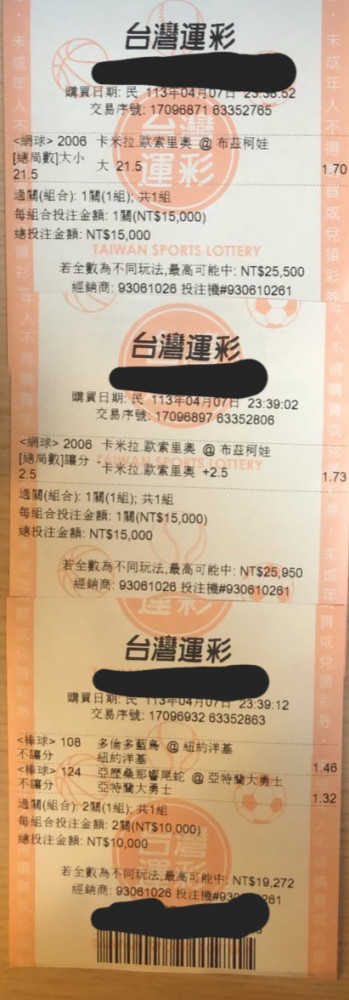 台灣運彩
購買日期: 民 113年04月07日 23:38:52
交易序號: 17096871 63352765
<網球> 2006 卡米拉.歐索里奧 @ 布茲柯娃
[總局數]大小 大 21.5
21.5 1.70
過關(組合): 1關(1組); 共1組
每組合投注金額: 1關(NT$15,000)
總投注金額: NT$15,000
TAIWAN SPORTS LOTTERY
若全數為不同玩法,最高可能中: NT$25,500
經銷商: 93061026 投注機#930610261
台灣運彩
購買日期: 民 113年04月07日 23:39:02
交易序號: 17096897 63352806
<網球> 2006 卡米拉.歐索里奧 @ 布茲柯娃
[總局數]讓分 卡米拉.歐索里奧 +2.5
2.5 1.73
過關(組合): 1關(1組); 共1組
每組合投注金額: 1關(NT$15,000)
總投注金額: NT$15,000
若全數為不同玩法,最高可能中: NT$25,950
經銷商: 93061026 投注機#930610261
台灣運彩
購買日期: 民 113年04月07日 23:39:12
交易序號: 17096932 63352863
<棒球> 108 多倫多藍鳥 @ 紐約洋基
不讓分 紐約洋基 1.46
<棒球> 124 亞歷桑那響尾蛇 @ 亞特蘭大勇士
不讓分 亞特蘭大勇士 1.32
過關(組合): 2關(1組); 共1組
每組合投注金額: 2關(NT$10,000)
總投注金額: NT$10,000
若全數為不同玩法,最高可能中: NT$19,272
經銷商: 93061026 投注機#930 261